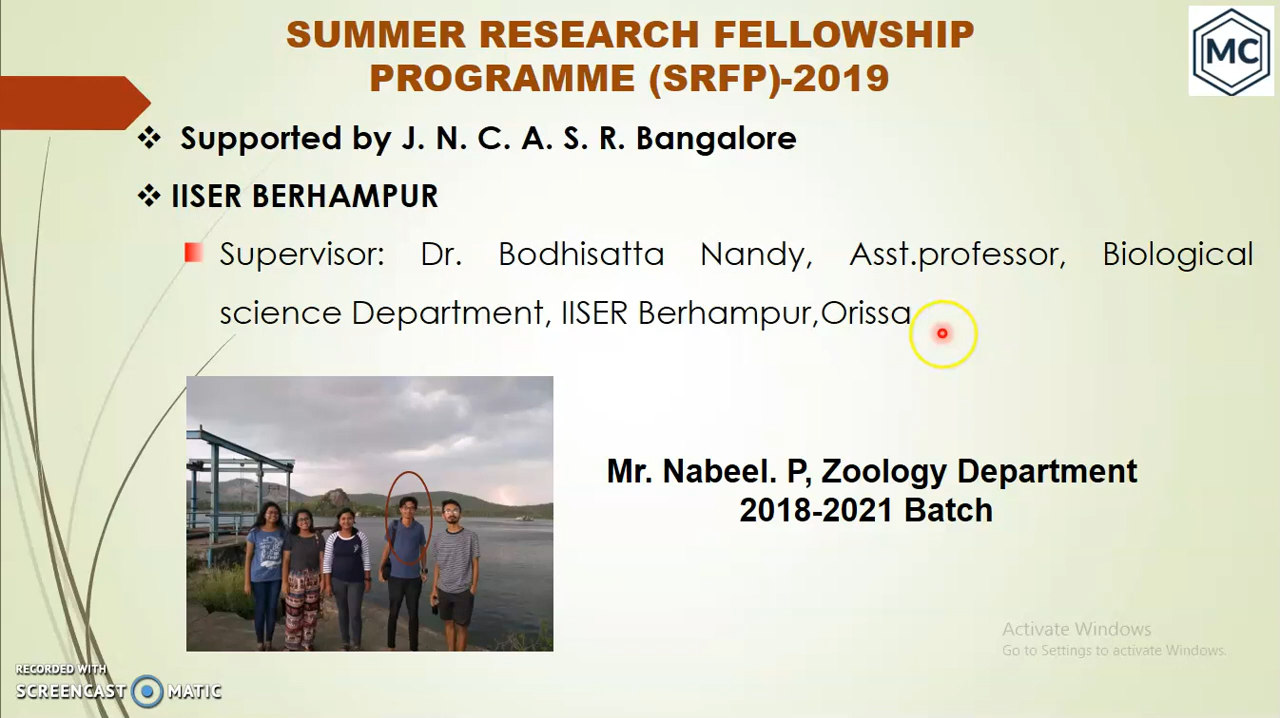 SUMMER RESEARCH FELLOWSHIP
PROGRAMME (SRFP)-2019
MC
Supported by J. N. C. A. S. R. Bangalore
IISER BERHAMPUR
Supervisor: Dr. Bodhisatta Nandy, Asst.professor, Biological
science Department, IISER Berhampur,Orissa
Mr. Nabeel. P, Zoology Department
2018-2021 Batch
Activate Windows
Go to Settings to activate Windows.
RECORDED WITH
SCREENCAST MATIC